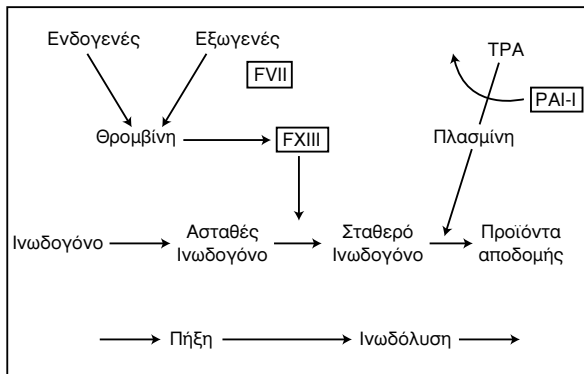 Ενδογενές Εξωγενές
TPA
FVII
PAI-I
Θρομβίνη
FXIII
Πλασμίνη
Ινωδογόνο
Ασταθές
Ινωδογόνο
Σταθερό
Ινωδογόνο
Προϊόντα
αποδομής
Πήξη
Ινωδόλυση